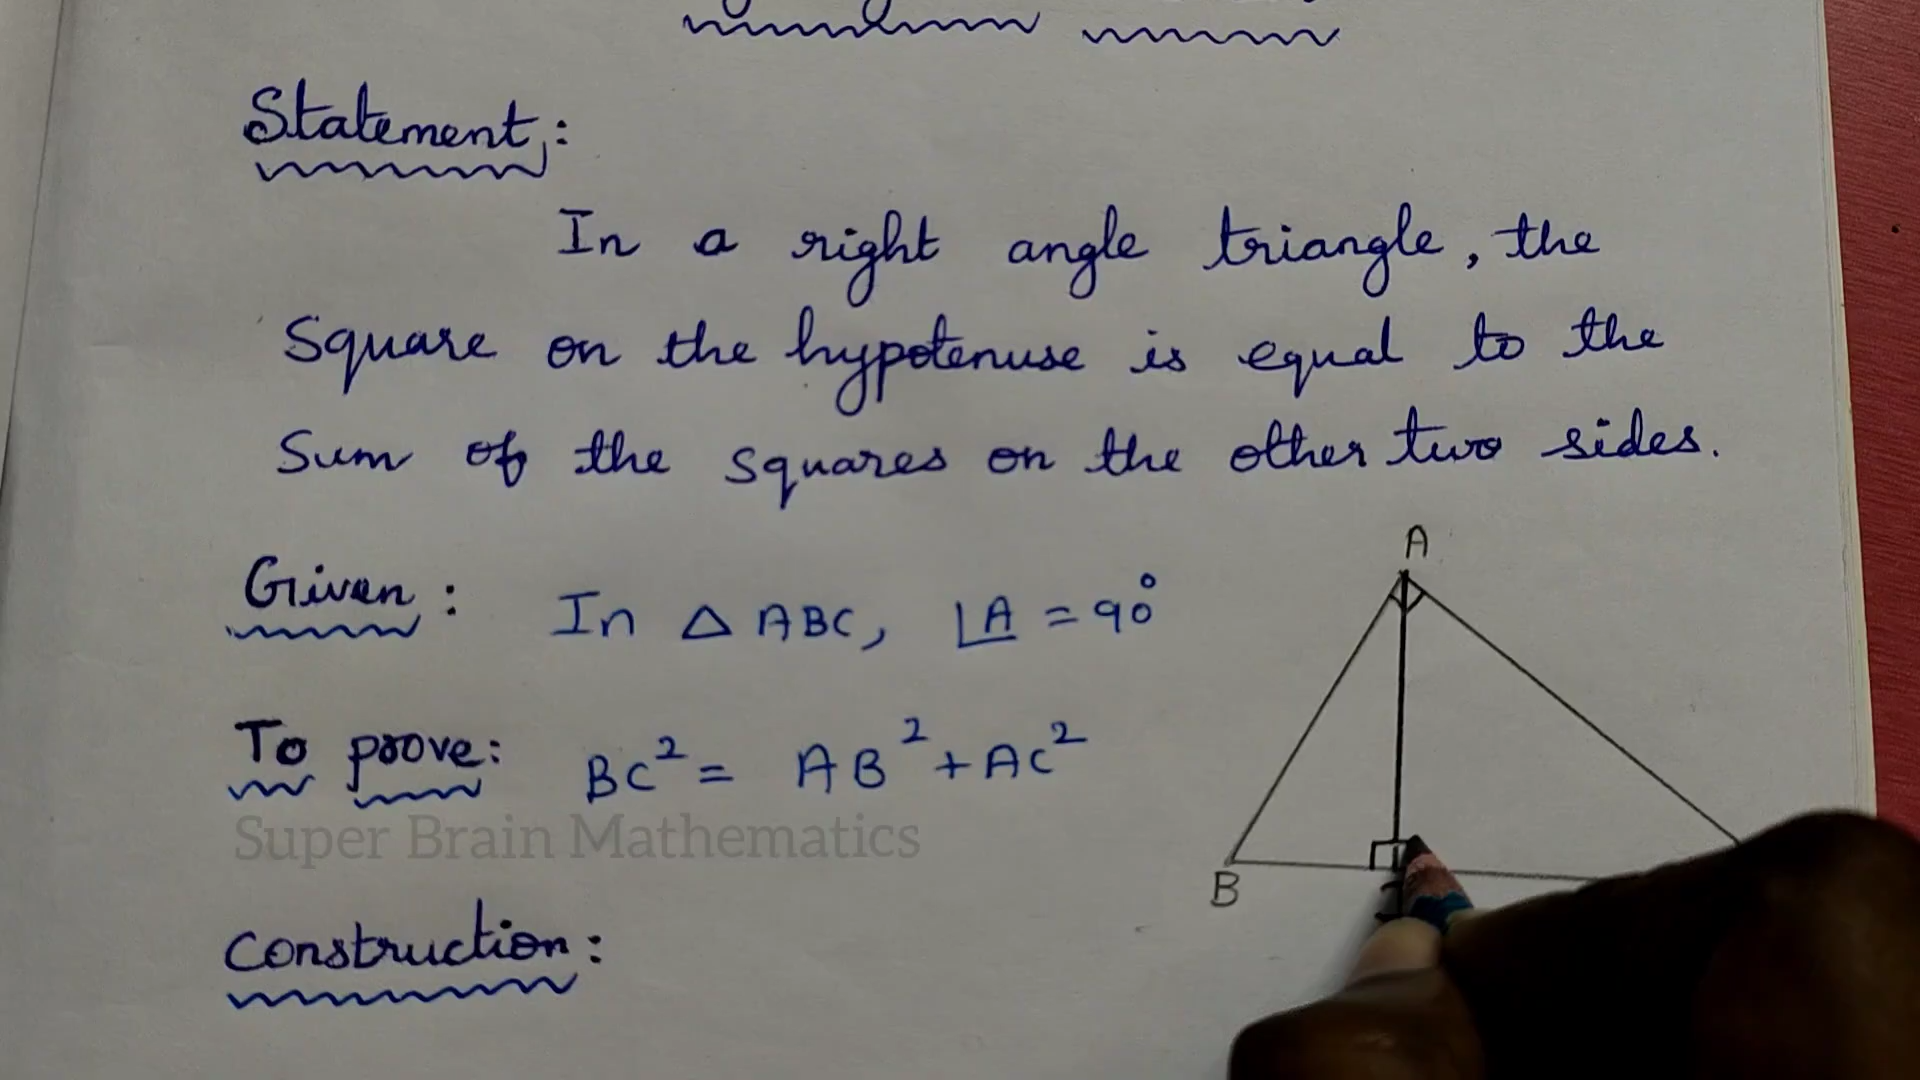 Statement:
In a right angle triangle, the
Square on the hypotenuse is equal to the
Sum of the squares on the other two sides.
A
Given: In △ ABC, ∟A = 90°
To prove: BC² = AB² + AC²
Super Brain Mathematics
B
Construction: